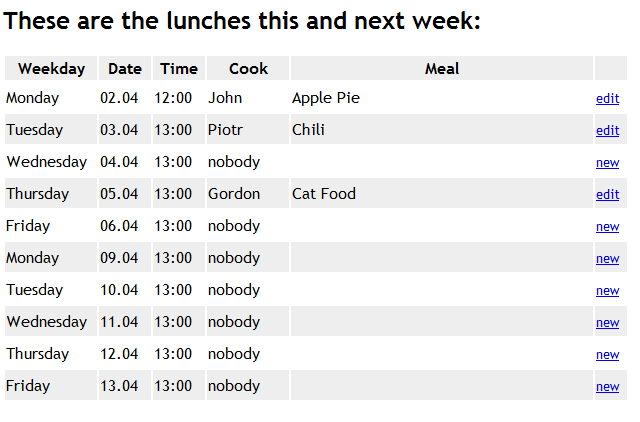 These are the lunches this and next week:
Weekday Date Time Cook Meal
Monday 02.04 12:00 John Apple Pie edit
Tuesday 03.04 13:00 Piotr Chili edit
Wednesday 04.04 13:00 nobody new
Thursday 05.04 13:00 Gordon Cat Food edit
Friday 06.04 13:00 nobody new
Monday 09.04 13:00 nobody new
Tuesday 10.04 13:00 nobody new
Wednesday 11.04 13:00 nobody new
Thursday 12.04 13:00 nobody new
Friday 13.04 13:00 nobody new